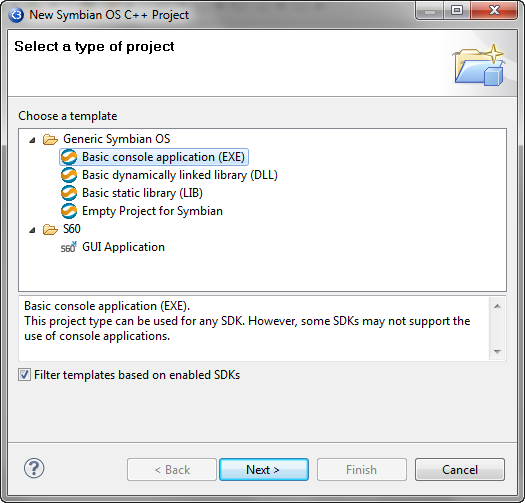 New Symbian OS C++ Project
Select a type of project
Choose a template
Generic Symbian OS
Basic console application (EXE)
Basic dynamically linked library (DLL)
Basic static library (LIB)
Empty Project for Symbian
S60
S60 GUI Application
Basic console application (EXE).
This project type can be used for any SDK. However, some SDKs may not support the
use of console applications.
Filter templates based on enabled SDKs
? < Back Next > Finish Cancel